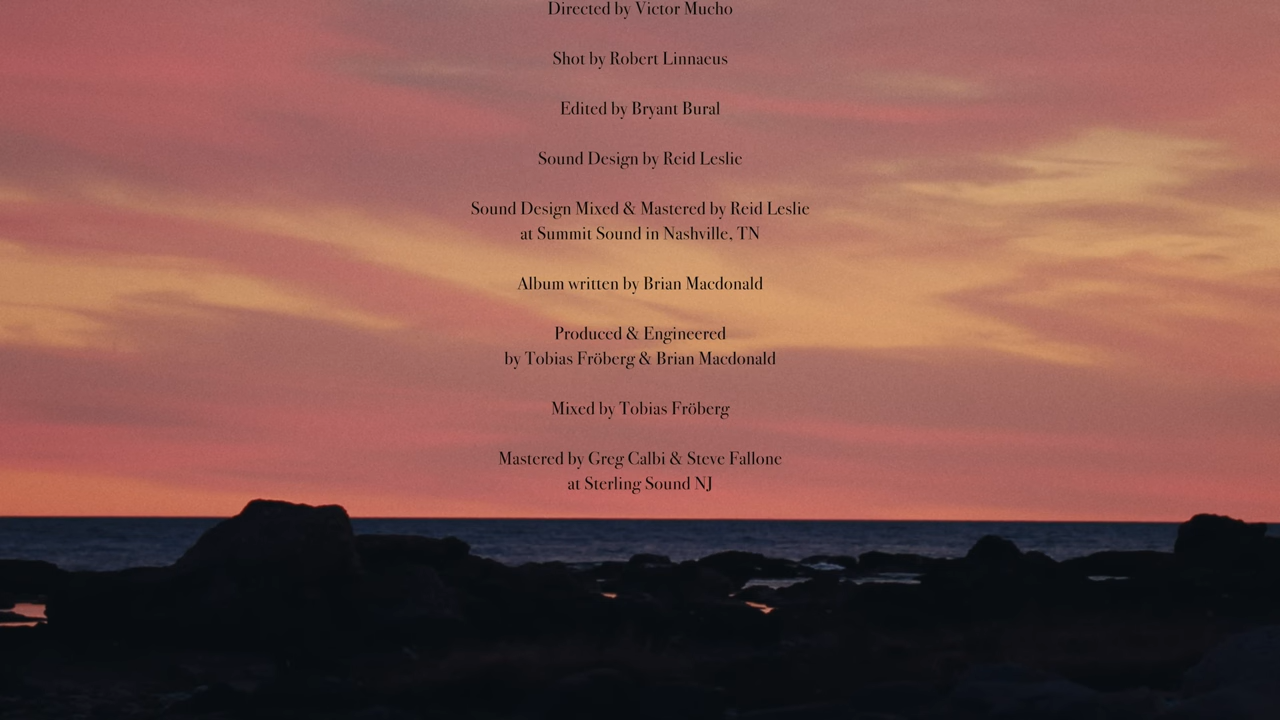 Directed by Victor Mucho
Shot by Robert Linnaeus
Edited by Bryant Bural
Sound Design by Reid Leslie
Sound Design Mixed & Mastered by Reid Leslie
at Summit Sound in Nashville, TN
Album written by Brian Macdonald
Produced & Engineered
by Tobias Fröberg & Brian Macdonald
Mixed by Tobias Fröberg
Mastered by Greg Calbi & Steve Fallone
at Sterling Sound NJ